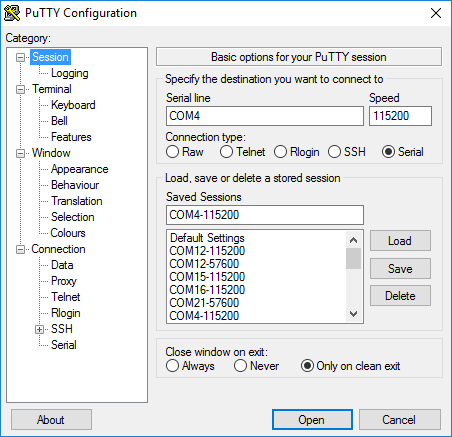 PuTTY Configuration
Category:
Session
Logging
Terminal
Keyboard
Bell
Features
Window
Appearance
Behaviour
Translation
Selection
Colours
Connection
Data
Proxy
Telnet
Rlogin
SSH
Serial
Basic options for your PuTTY session
Specify the destination you want to connect to
Serial line Speed
COM4 115200
Connection type:
Raw Telnet Rlogin SSH Serial
Load, save or delete a stored session
Saved Sessions
COM4-115200
Default Settings
COM12-115200
COM12-57600
COM15-115200
COM16-115200
COM21-57600
COM4-115200
Load
Save
Delete
Close window on exit:
Always Never Only on clean exit
About Open Cancel